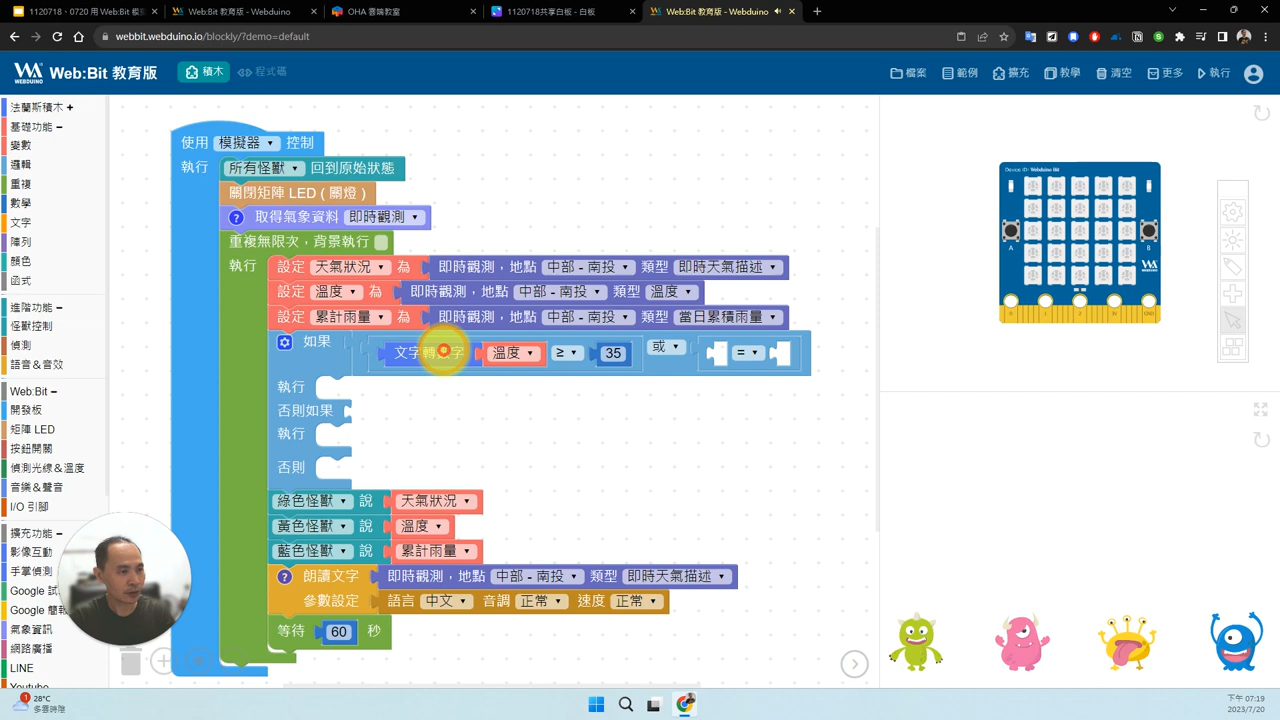 1120718、0720 Web:Bit 模
Web:Bit 教育版 - Webduino
OHA 雲端教室
1120718共享白板 - 白板
Web:Bit 教育版 - Webduino
webbit.webduino.io/blockly/?demo=default
WEBDUINO
Web:Bit 教育版
積木
程式碼
檔案
範例
擴充
教學
清空
更多
執行
法蘭斯積木
基礎功能
變數
邏輯
重複
數學
文字
陣列
顏色
函式
進階功能
怪獸控制
偵測
語音&音效
Web:Bit
開發板
矩陣 LED
按鈕開關
偵測光線&溫度
音樂&聲音
I/O 引腳
擴充功能
影像互動
手掌偵測
Google 試
Google 簡報
氣象資訊
網路廣播
LINE
Youtube
使用 模擬器 控制
執行
所有怪獸 回到原始狀態
關閉矩陣 LED ( 關燈 )
? 取得氣象資料 即時觀測
重複無限次,背景執行
執行
設定 天氣狀況 為 即時觀測,地點 中部 - 南投 類型 即時天氣描述
設定 溫度 為 即時觀測,地點 中部 - 南投 類型 溫度
設定 累計雨量 為 即時觀測,地點 中部 - 南投 類型 當日累積雨量
如果 文字轉數字 溫度 ≥ 35 或 =
執行
否則如果
執行
否則
綠色怪獸 說 天氣狀況
黃色怪獸 說 溫度
藍色怪獸 說 累計雨量
? 朗讀文字 即時觀測,地點 中部 - 南投 類型 即時天氣描述
參數設定 語言 中文 音調 正常 速度 正常
等待 60 秒
Device ID: Webduino Bit
A
B
28°C
多雲時陰
下午 07:19
2023/7/20